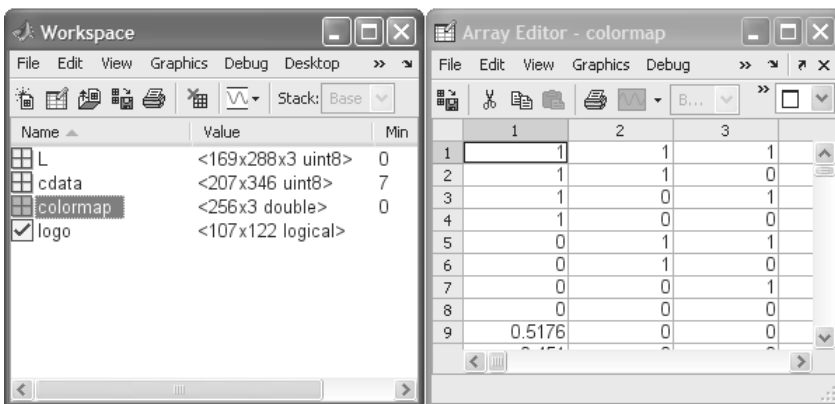 Workspace
File Edit View Graphics Debug Desktop »
Stack: Base
Name Value Min
L <169x288x3 uint8> 0
cdata <207x346 uint8> 7
colormap <256x3 double> 0
logo <107x122 logical>
Array Editor - colormap
File Edit View Graphics Debug »
B... »
1 2 3
1 1 1 1
2 1 1 0
3 1 0 1
4 1 0 0
5 0 1 1
6 0 1 0
7 0 0 1
8 0 0 0
9 0.5176 0 0